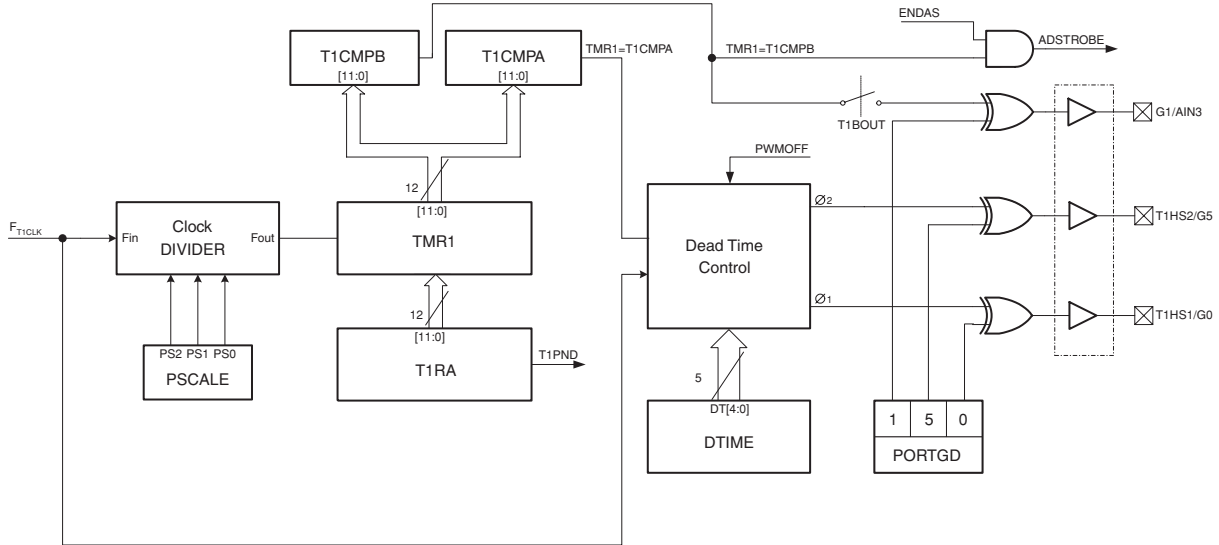 ENDAS
ADSTROBE
T1CMPB
[11:0]
T1CMPA
[11:0]
TMR1=T1CMPA
TMR1=T1CMPB
T1BOUT
G1/AIN3
PWMOFF
12
[11:0]
TMR1
FT1CLK
Fin
Clock
DIVIDER
Fout
Dead Time
Control
Ø2
T1HS2/G5
Ø1
T1HS1/G0
12
[11:0]
T1RA
T1PND
PS2 PS1 PS0
PSCALE
5
DT[4:0]
DTIME
1 5 0
PORTGD